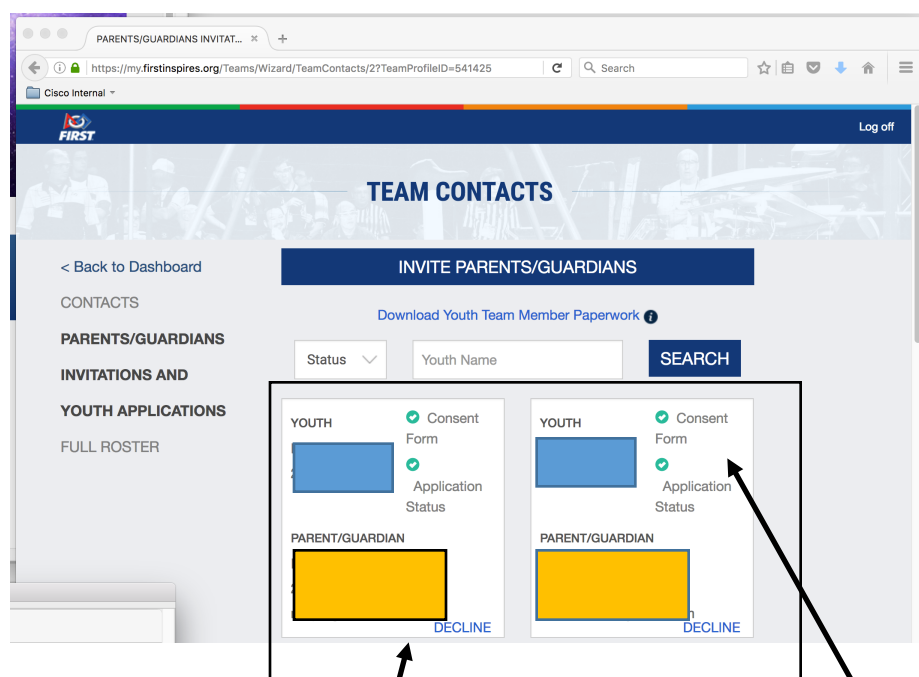 PARENTS/GUARDIANS INVITAT...
https://my.firstinspires.org/Teams/Wizard/TeamContacts/2?TeamProfileID=541425
Search
Cisco Internal
FIRST
Log off
TEAM CONTACTS
< Back to Dashboard
CONTACTS
PARENTS/GUARDIANS
INVITATIONS AND
YOUTH APPLICATIONS
FULL ROSTER
INVITE PARENTS/GUARDIANS
Download Youth Team Member Paperwork
Status
Youth Name
SEARCH
YOUTH
Consent
Form
Application
Status
PARENT/GUARDIAN
DECLINE
YOUTH
Consent
Form
Application
Status
PARENT/GUARDIAN
DECLINE